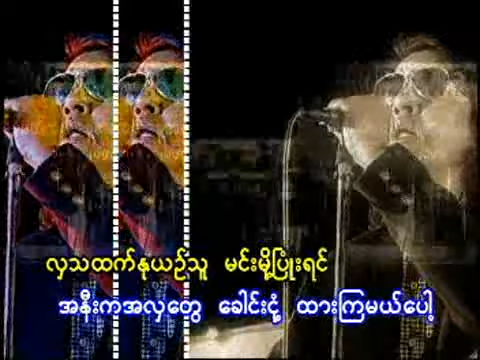 လှသထက်နုယဉ်သူ မင်းမို့ပြုံးရင်
အနီးကအလှတွေ ခေါင်းငုံ့ ထားကြမယ်ပေါ့